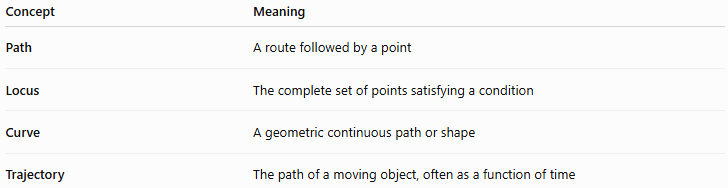 Concept Meaning
Path A route followed by a point
Locus The complete set of points satisfying a condition
Curve A geometric continuous path or shape
Trajectory The path of a moving object, often as a function of time